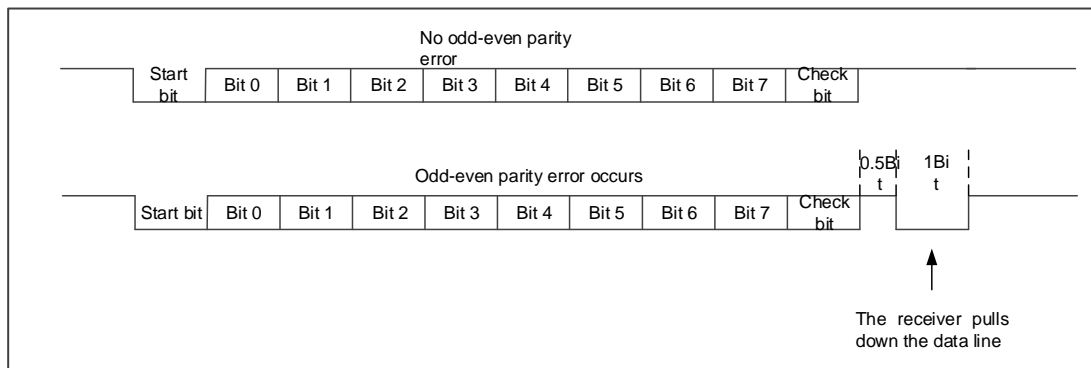 No odd-even parity
error
Start
bit
Bit 0
Bit 1
Bit 2
Bit 3
Bit 4
Bit 5
Bit 6
Bit 7
Check
bit
0.5Bi
t
1Bi
t
Odd-even parity error occurs
Start bit
Bit 0
Bit 1
Bit 2
Bit 3
Bit 4
Bit 5
Bit 6
Bit 7
Check
bit
The receiver pulls
down the data line